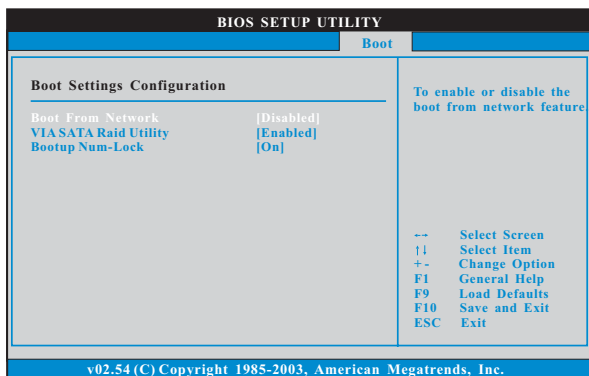 BIOS SETUP UTILITY
Boot
Boot Settings Configuration
Boot From Network [Disabled]
VIA SATA Raid Utility [Enabled]
Bootup Num-Lock [On]
To enable or disable the
boot from network feature.
←→ Select Screen
↑↓ Select Item
+- Change Option
F1 General Help
F9 Load Defaults
F10 Save and Exit
ESC Exit
v02.54 (C) Copyright 1985-2003, American Megatrends, Inc.